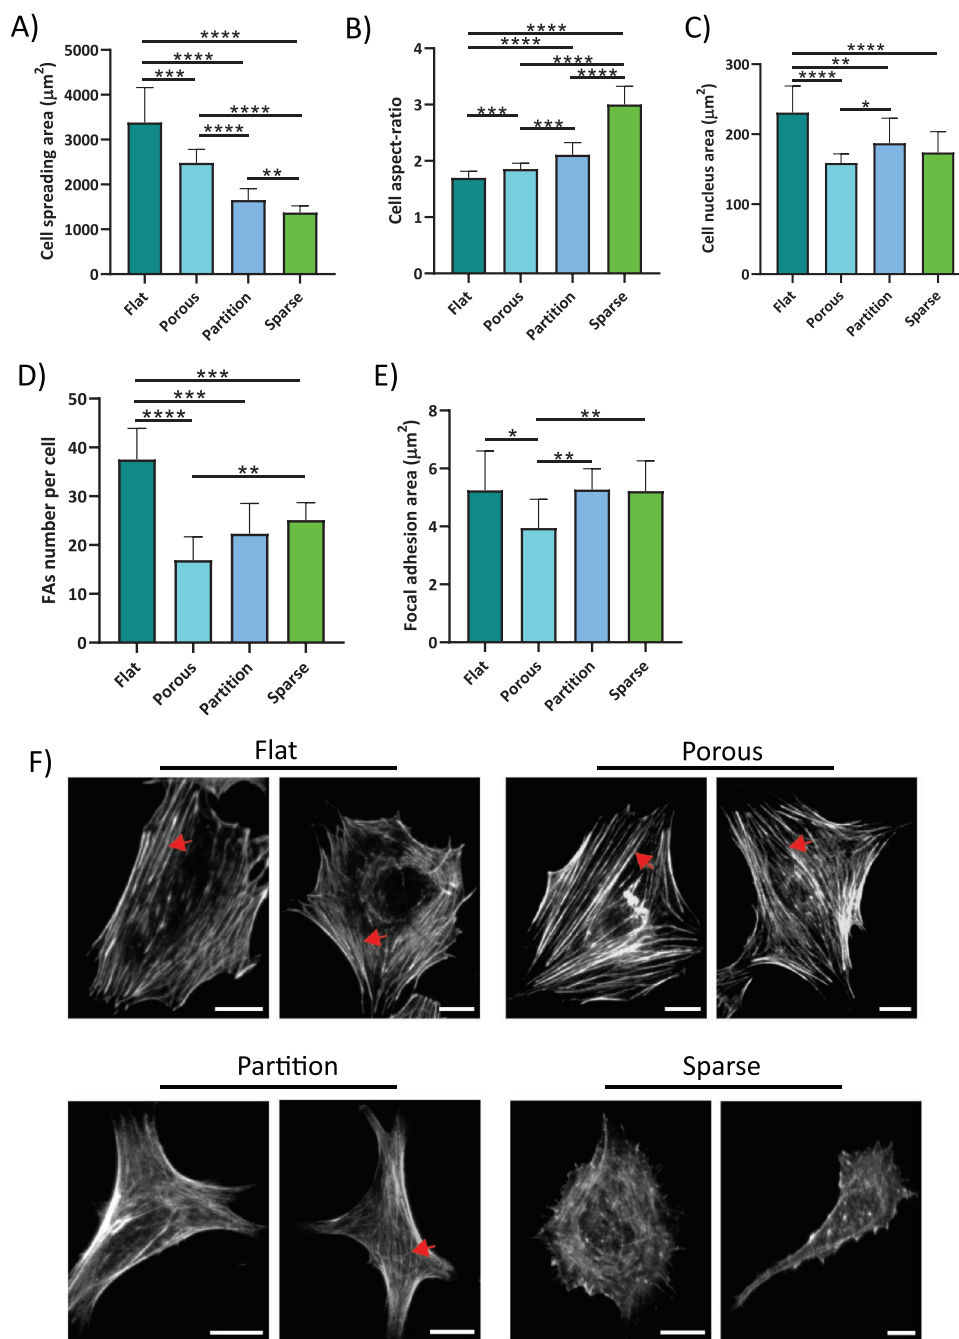 A)
Cell spreading area (μm²)
5000
4000
3000
2000
1000
0
****
****
***
****
****
**
Flat
Porous
Partition
Sparse
B)
Cell aspect-ratio
4
3
2
1
0
****
****
****
****
***
***
Flat
Porous
Partition
Sparse
C)
Cell nucleus area (μm²)
300
200
100
0
****
**
****
*
Flat
Porous
Partition
Sparse
D)
FAs number per cell
50
40
30
20
10
0
***
***
****
**
Flat
Porous
Partition
Sparse
E)
Focal adhesion area (μm²)
8
6
4
2
0
**
*
**
Flat
Porous
Partition
Sparse
F)
Flat
Porous
Partition
Sparse